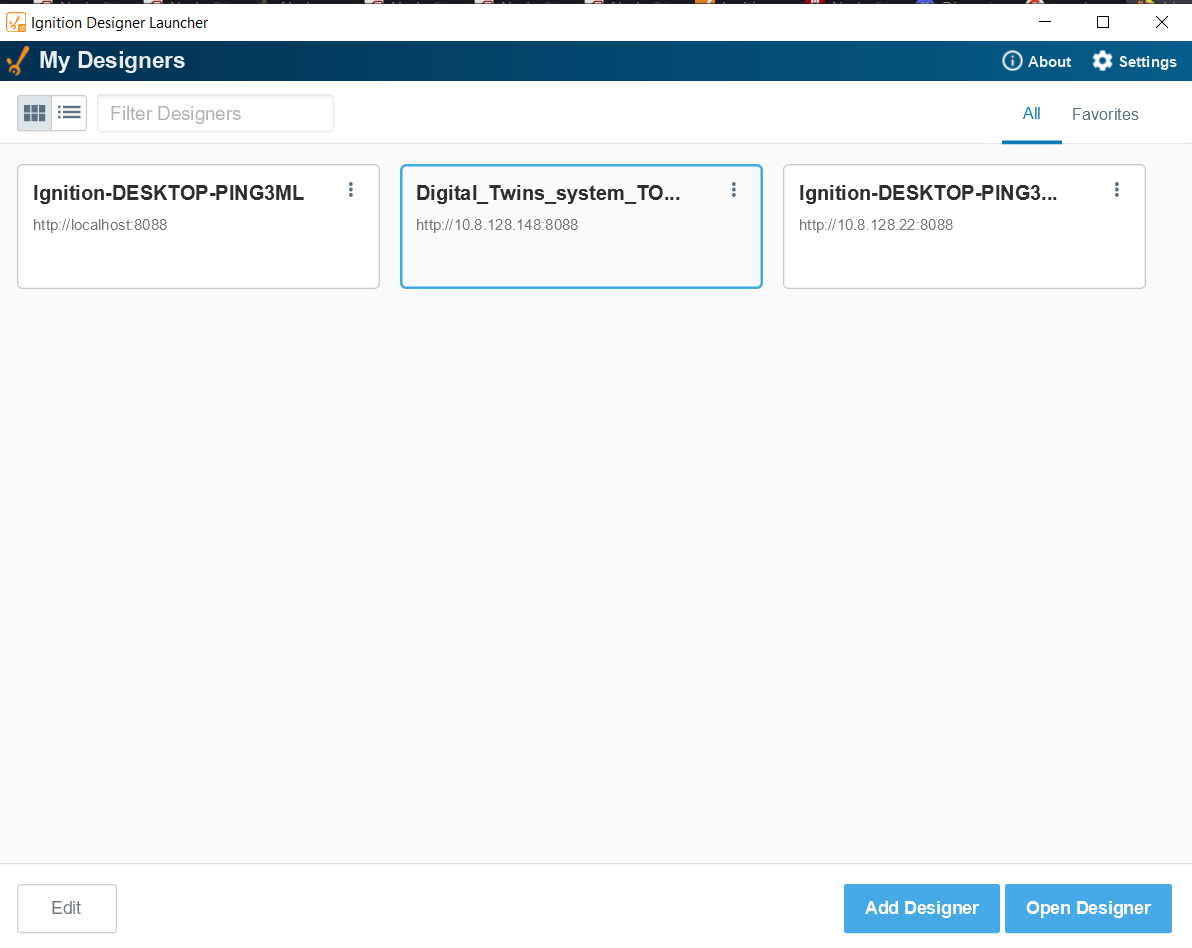 Ignition Designer Launcher
My Designers
About
Settings
Filter Designers
All
Favorites
Ignition-DESKTOP-PING3ML
http://localhost:8088
Digital_Twins_system_TO...
http://10.8.128.148:8088
Ignition-DESKTOP-PING3...
http://10.8.128.22:8088
Edit
Add Designer
Open Designer